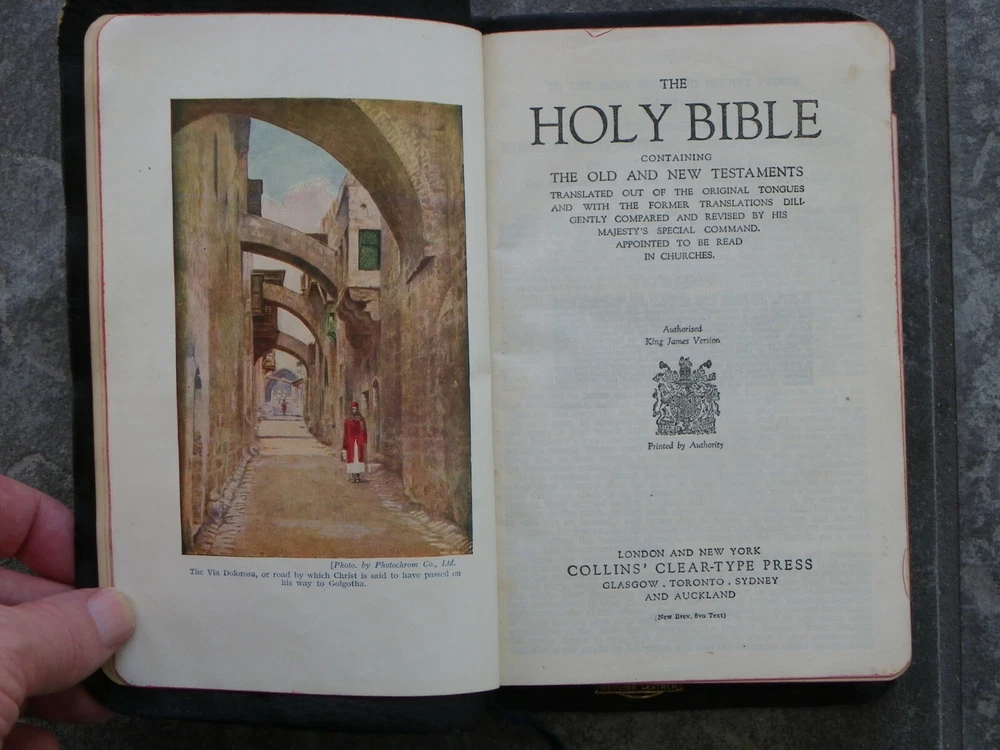 [Photo. by Photochrom Co., Ltd.
The Via Dolorosa, or road by which Christ is said to have passed on
his way to Golgotha.
THE
HOLY BIBLE
CONTAINING
THE OLD AND NEW TESTAMENTS
TRANSLATED OUT OF THE ORIGINAL TONGUES
AND WITH THE FORMER TRANSLATIONS DILI-
GENTLY COMPARED AND REVISED BY HIS
MAJESTY'S SPECIAL COMMAND.
APPOINTED TO BE READ
IN CHURCHES.
Authorised
King James Version
Printed by Authority
LONDON AND NEW YORK
COLLINS' CLEAR-TYPE PRESS
GLASGOW . TORONTO . SYDNEY
AND AUCKLAND
(New Brev. 8vo Text)